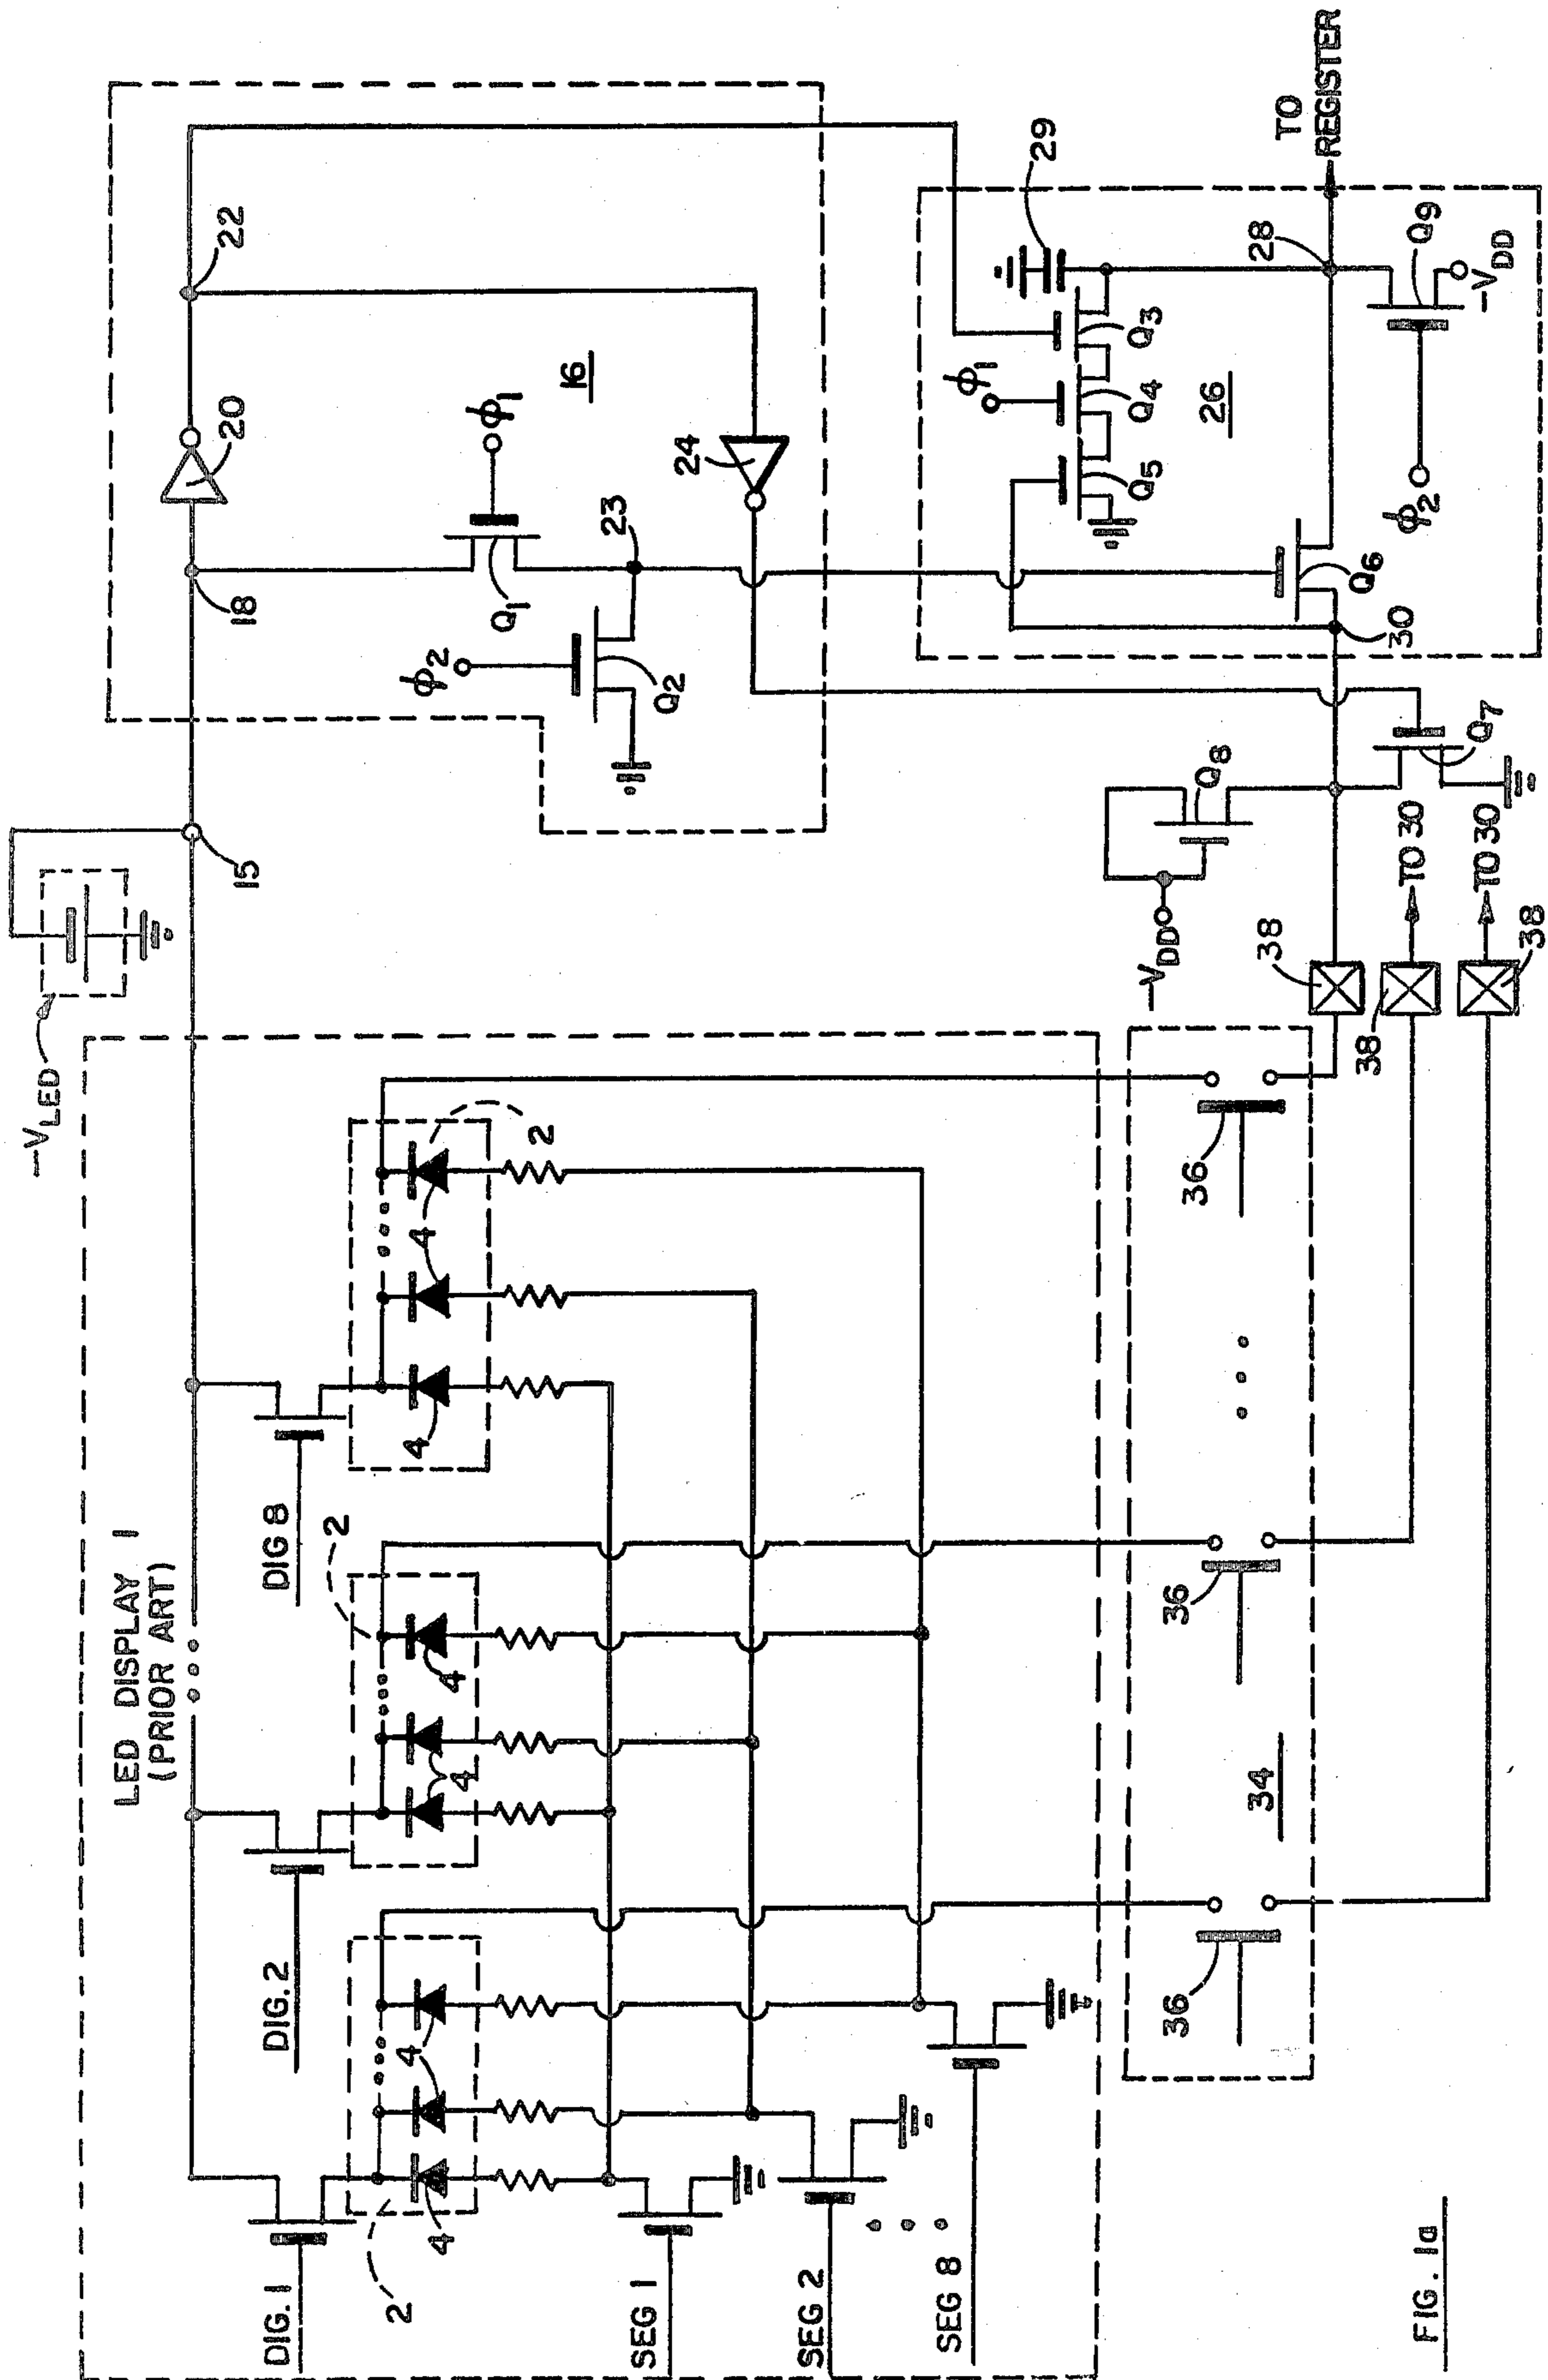 -VLED
LED DISPLAY 1
(PRIOR ART)
DIG. 1
DIG. 2
DIG 8
2
2
2
4
4
4
4
4
4
4
SEG 1
SEG 2
SEG 8
15
18
20
22
16
Q1
ϕ1
23
ϕ2
Q2
24
29
ϕ1
Q3
Q4
Q5
26
28
TO
REGISTER
Q9
-VDD
ϕ2
Q6
30
Q7
Q8
-VDD
38
TO 30
38
TO 30
38
36
36
36
34
FIG. 1a